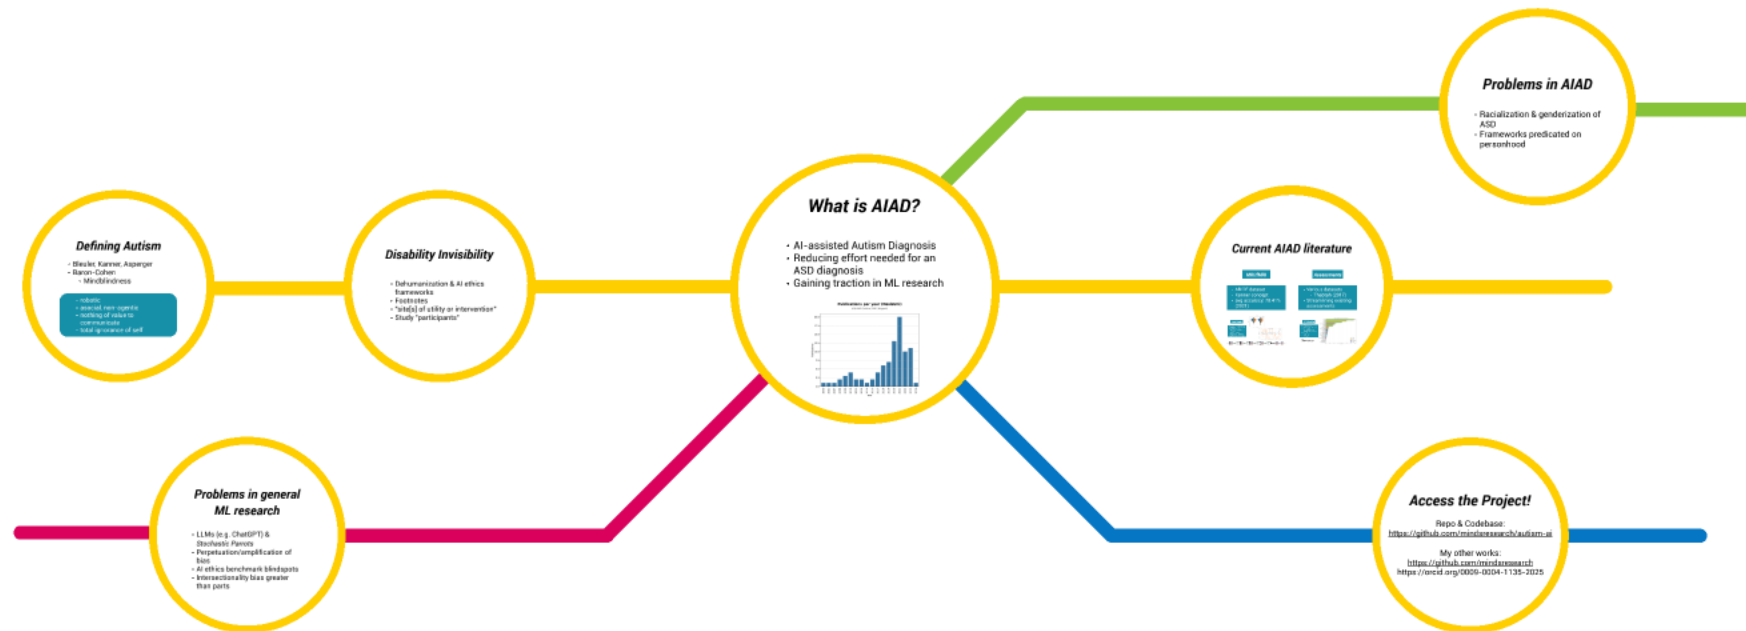 Problems in AIAD
- Racialization & genderization of
ASD
- Frameworks predicated on
personhood
Defining Autism
- Bleuler, Kanner, Asperger
- Baron-Cohen
- Mindblindness
- robotic
- asocial; non-agentic
- nothing of value to
communicate
- total ignorance of self
Disability Invisibility
- Dehumanization & AI ethics
frameworks
- Footnotes
- "site[s] of utility or intervention"
- Study "participants"
What is AIAD?
• AI-assisted Autism Diagnosis
• Reducing effort needed for an
ASD diagnosis
• Gaining traction in ML research
Current AIAD literature
Assessments
Problems in general
ML research
- LLMs (e.g. ChatGPT) &
Stochastic Parrots
- Perpetuation/amplification of
bias
- AI ethics benchmark blindspots
- Intersectionality bias greater
than parts
Access the Project!
Repo & Codebase:
https://github.com/mindsresearch/autism-ai
My other works:
https://github.com/mindsresearch
https://orcid.org/0009-0004-1135-2025